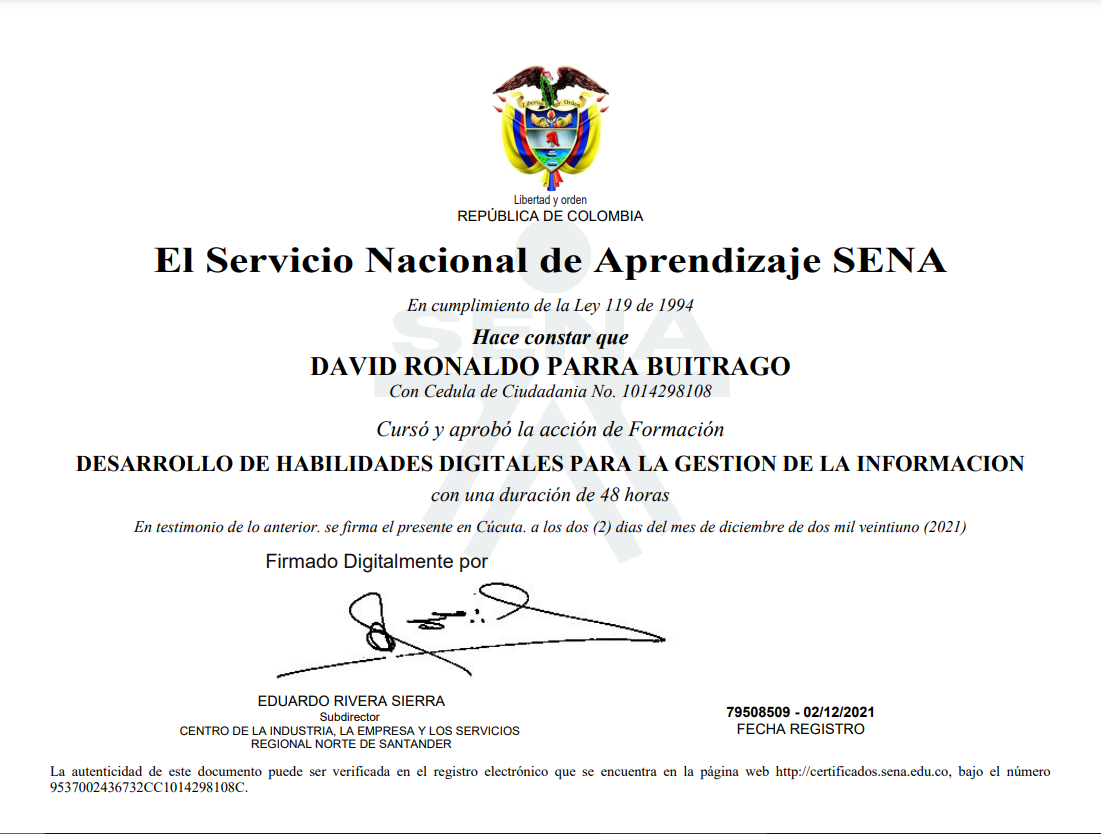 Libertad y Orden
Libertad y orden
REPÚBLICA DE COLOMBIA
El Servicio Nacional de Aprendizaje SENA
En cumplimiento de la Ley 119 de 1994
SENA
Hace constar que
DAVID RONALDO PARRA BUITRAGO
Con Cedula de Ciudadania No. 1014298108
Cursó y aprobó la acción de Formación
DESARROLLO DE HABILIDADES DIGITALES PARA LA GESTION DE LA INFORMACION
con una duración de 48 horas
En testimonio de lo anterior. se firma el presente en Cúcuta. a los dos (2) dias del mes de diciembre de dos mil veintiuno (2021)
Firmado Digitalmente por
EDUARDO RIVERA SIERRA
Subdirector
CENTRO DE LA INDUSTRIA, LA EMPRESA Y LOS SERVICIOS
REGIONAL NORTE DE SANTANDER
79508509 - 02/12/2021
FECHA REGISTRO
La autenticidad de este documento puede ser verificada en el registro electrónico que se encuentra en la página web http://certificados.sena.edu.co, bajo el número
9537002436732CC1014298108C.